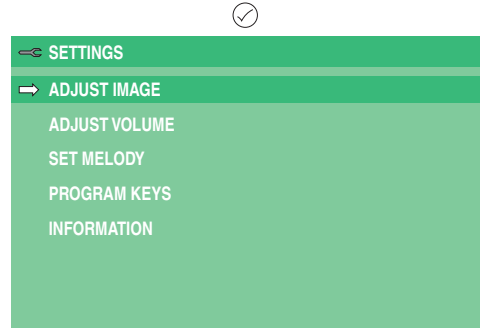 SETTINGS
ADJUST IMAGE
ADJUST VOLUME
SET MELODY
PROGRAM KEYS
INFORMATION